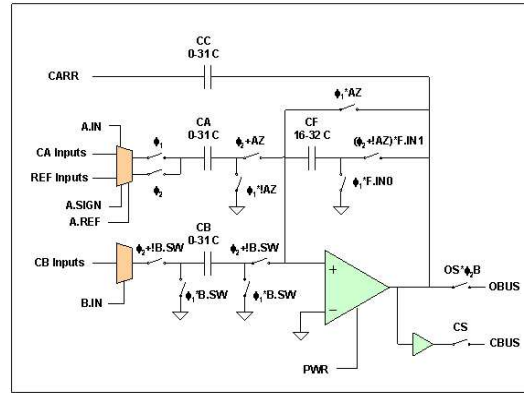 CC
0-31 C
CARR
ϕ1*AZ
A.IN
CA
0-31 C
ϕ2+AZ
CF
16-32 C
(ϕ2+!AZ)*F.IN1
ϕ1
CA Inputs
REF Inputs
ϕ2
ϕ1*!AZ
ϕ1*F.IN0
A.SIGN
A.REF
CB
0-31 C
ϕ2+!B.SW
ϕ2+!B.SW
CB Inputs
+
ϕ1*B.SW
ϕ1*B.SW
OS*ϕ2B
OBUS
B.IN
−
CS
CBUS
PWR